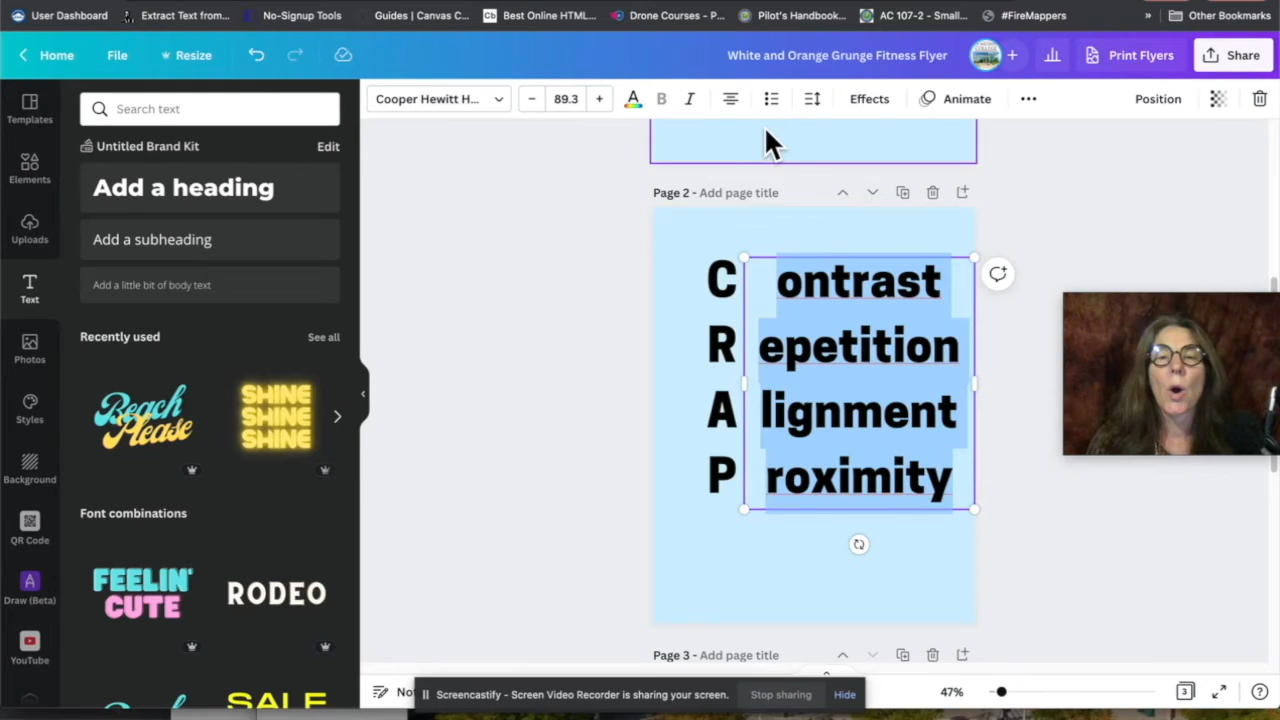 User Dashboard
Extract Text from...
No-Signup Tools
Guides | Canvas C...
Cb Best Online HTML...
Drone Courses - P...
Pilot's Handbook...
AC 107-2 - Small...
#FireMappers
»
Other Bookmarks
Home
File
Resize
White and Orange Grunge Fitness Flyer
+
Print Flyers
Share
Templates
Elements
Uploads
Text
Photos
Styles
Background
QR Code
Draw (Beta)
YouTube
Search text
Untitled Brand Kit
Edit
Add a heading
Add a subheading
Add a little bit of body text
Recently used
See all
Beach Please
SHINE
SHINE
SHINE
Font combinations
FEELIN'
CUTE
RODEO
SALE
Cooper Hewitt H...
− 89.3 +
A
B
I
Effects
Animate
Position
Page 2 - Add page title
C ontrast
R epetition
A lignment
P roximity
Page 3 - Add page title
Not
Screencastify - Screen Video Recorder is sharing your screen.
Stop sharing
Hide
47%
3
?